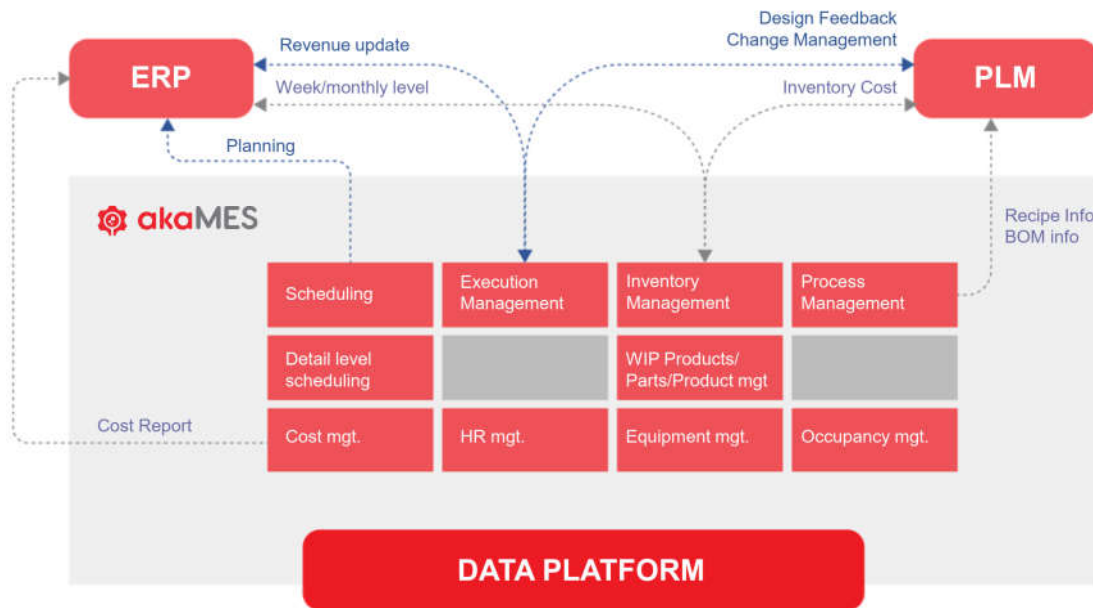 Design Feedback
Change Management
Revenue update
ERP
PLM
Week/monthly level
Inventory Cost
Planning
akaMES
Recipe Info
BOM info
Scheduling
Execution
Management
Inventory
Management
Process
Management
Detail level
scheduling
WIP Products/
Parts/Product mgt
Cost Report
Cost mgt.
HR mgt.
Equipment mgt.
Occupancy mgt.
DATA PLATFORM